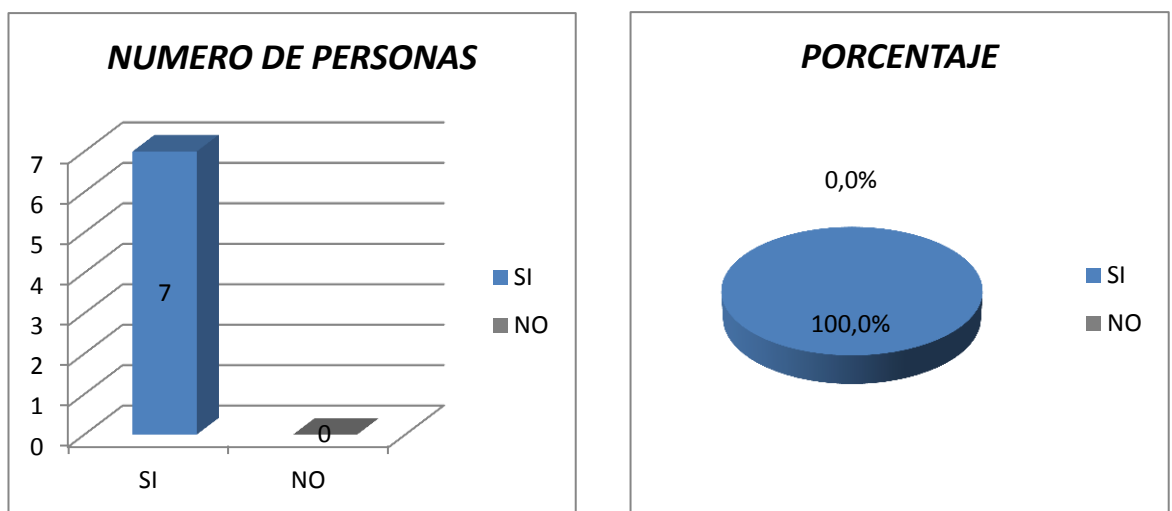 NUMERO DE PERSONAS
7
6
5
4
3
2
1
0
7
0
SI
NO
SI
NO
PORCENTAJE
0,0%
100,0%
SI
NO